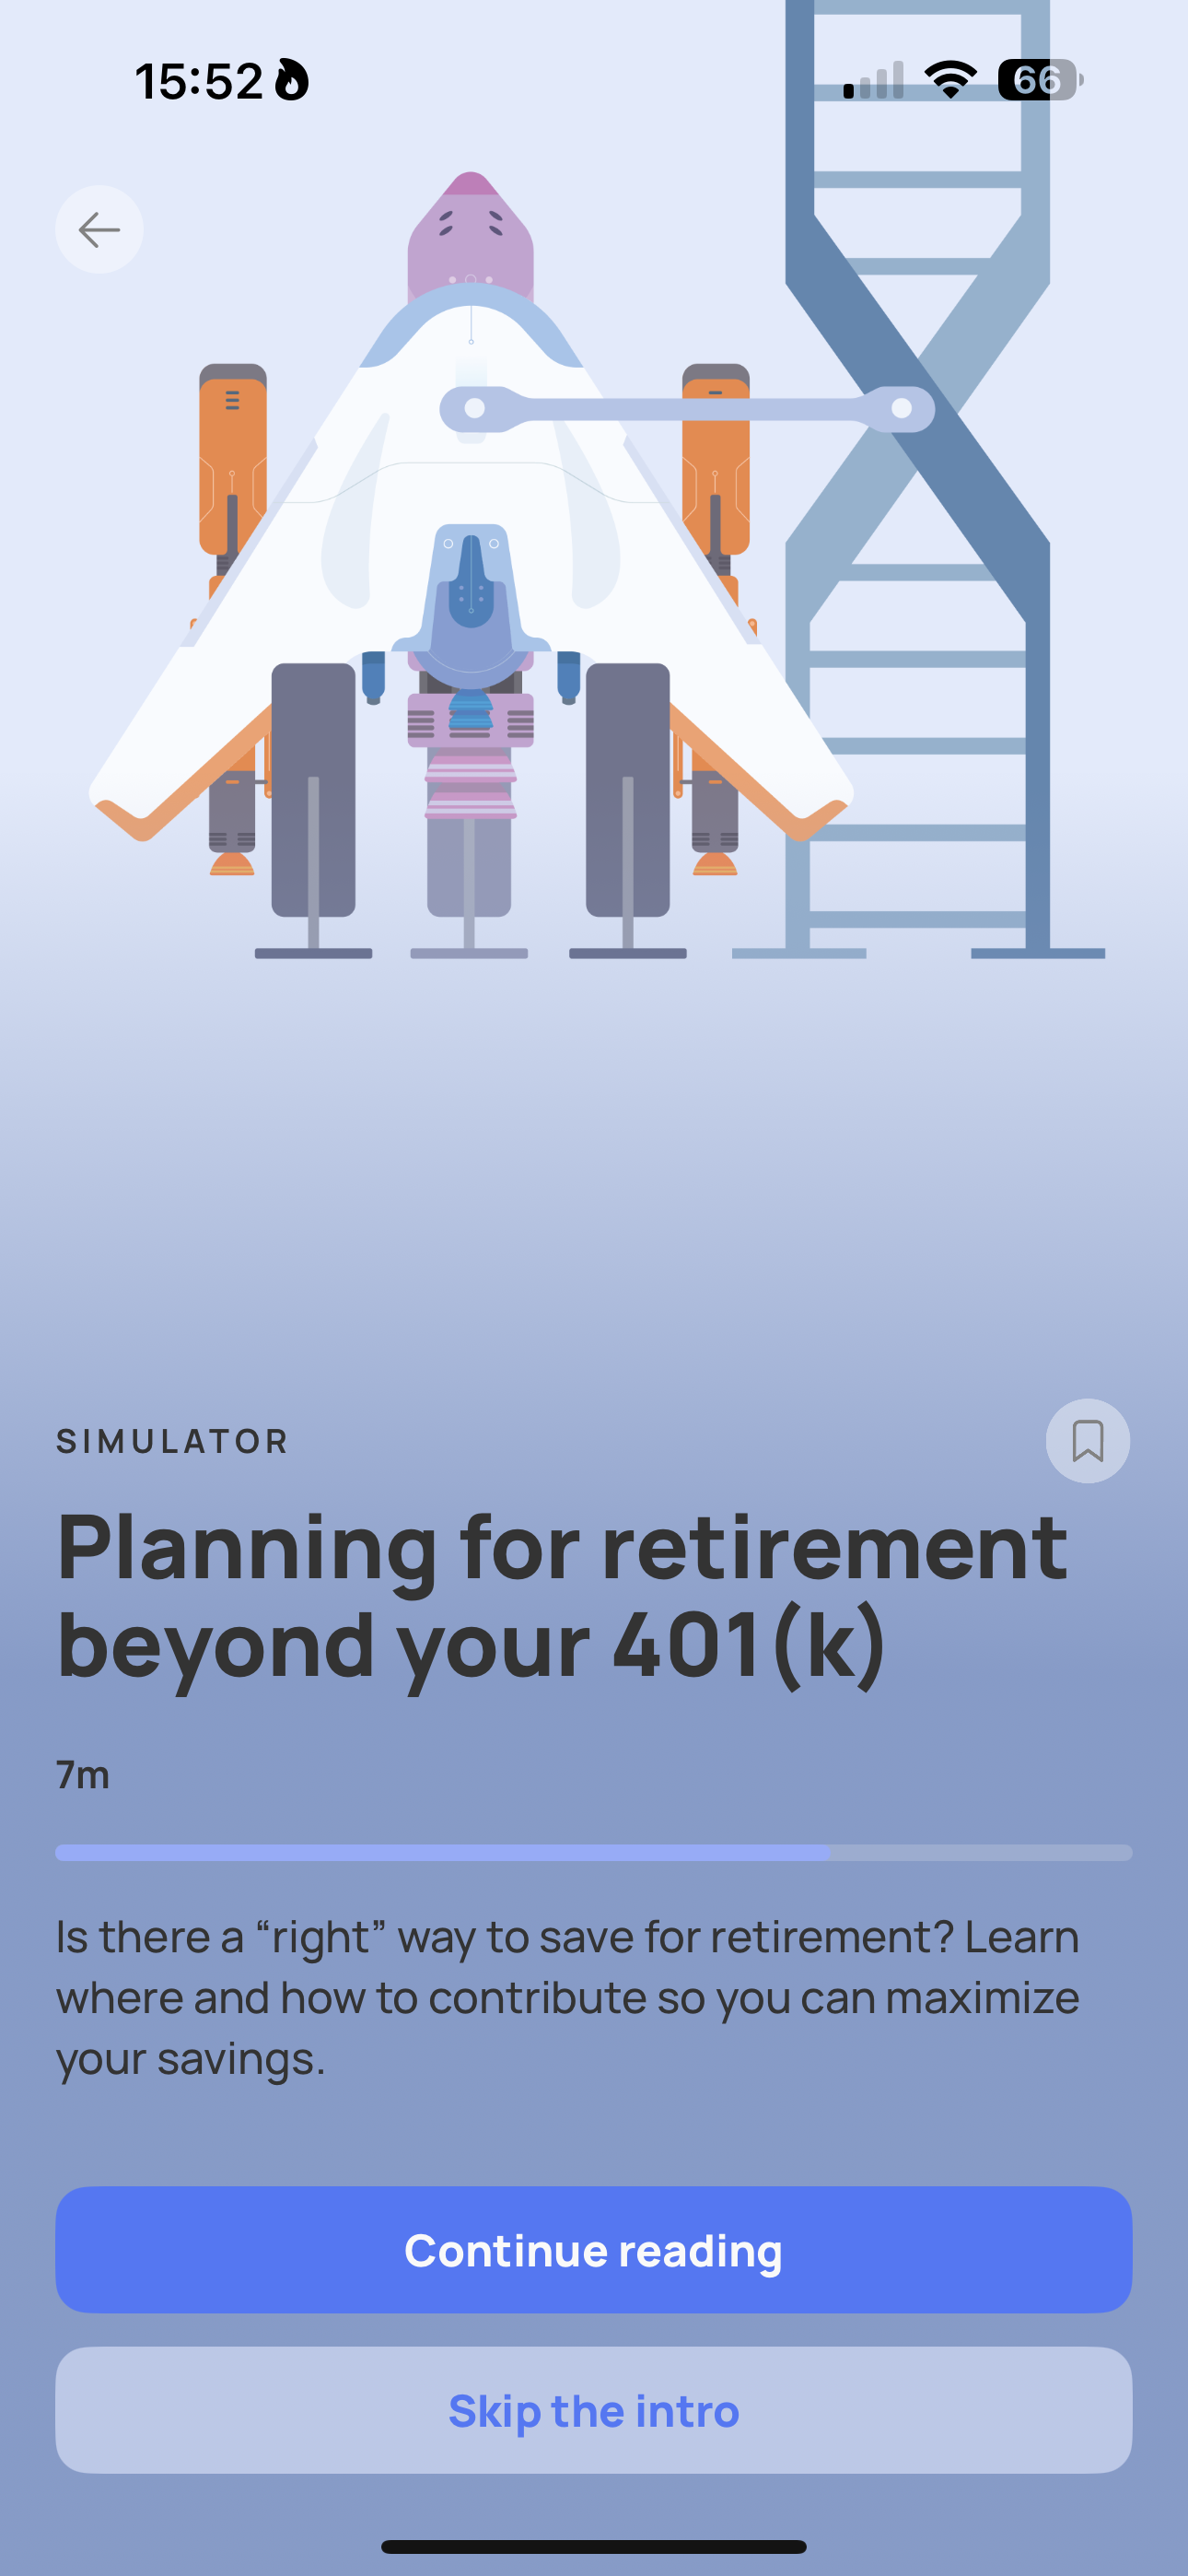 15:52
66
SIMULATOR
Planning for retirement
beyond your 401(k)
7m
Is there a “right” way to save for retirement? Learn
where and how to contribute so you can maximize
your savings.
Continue reading
Skip the intro